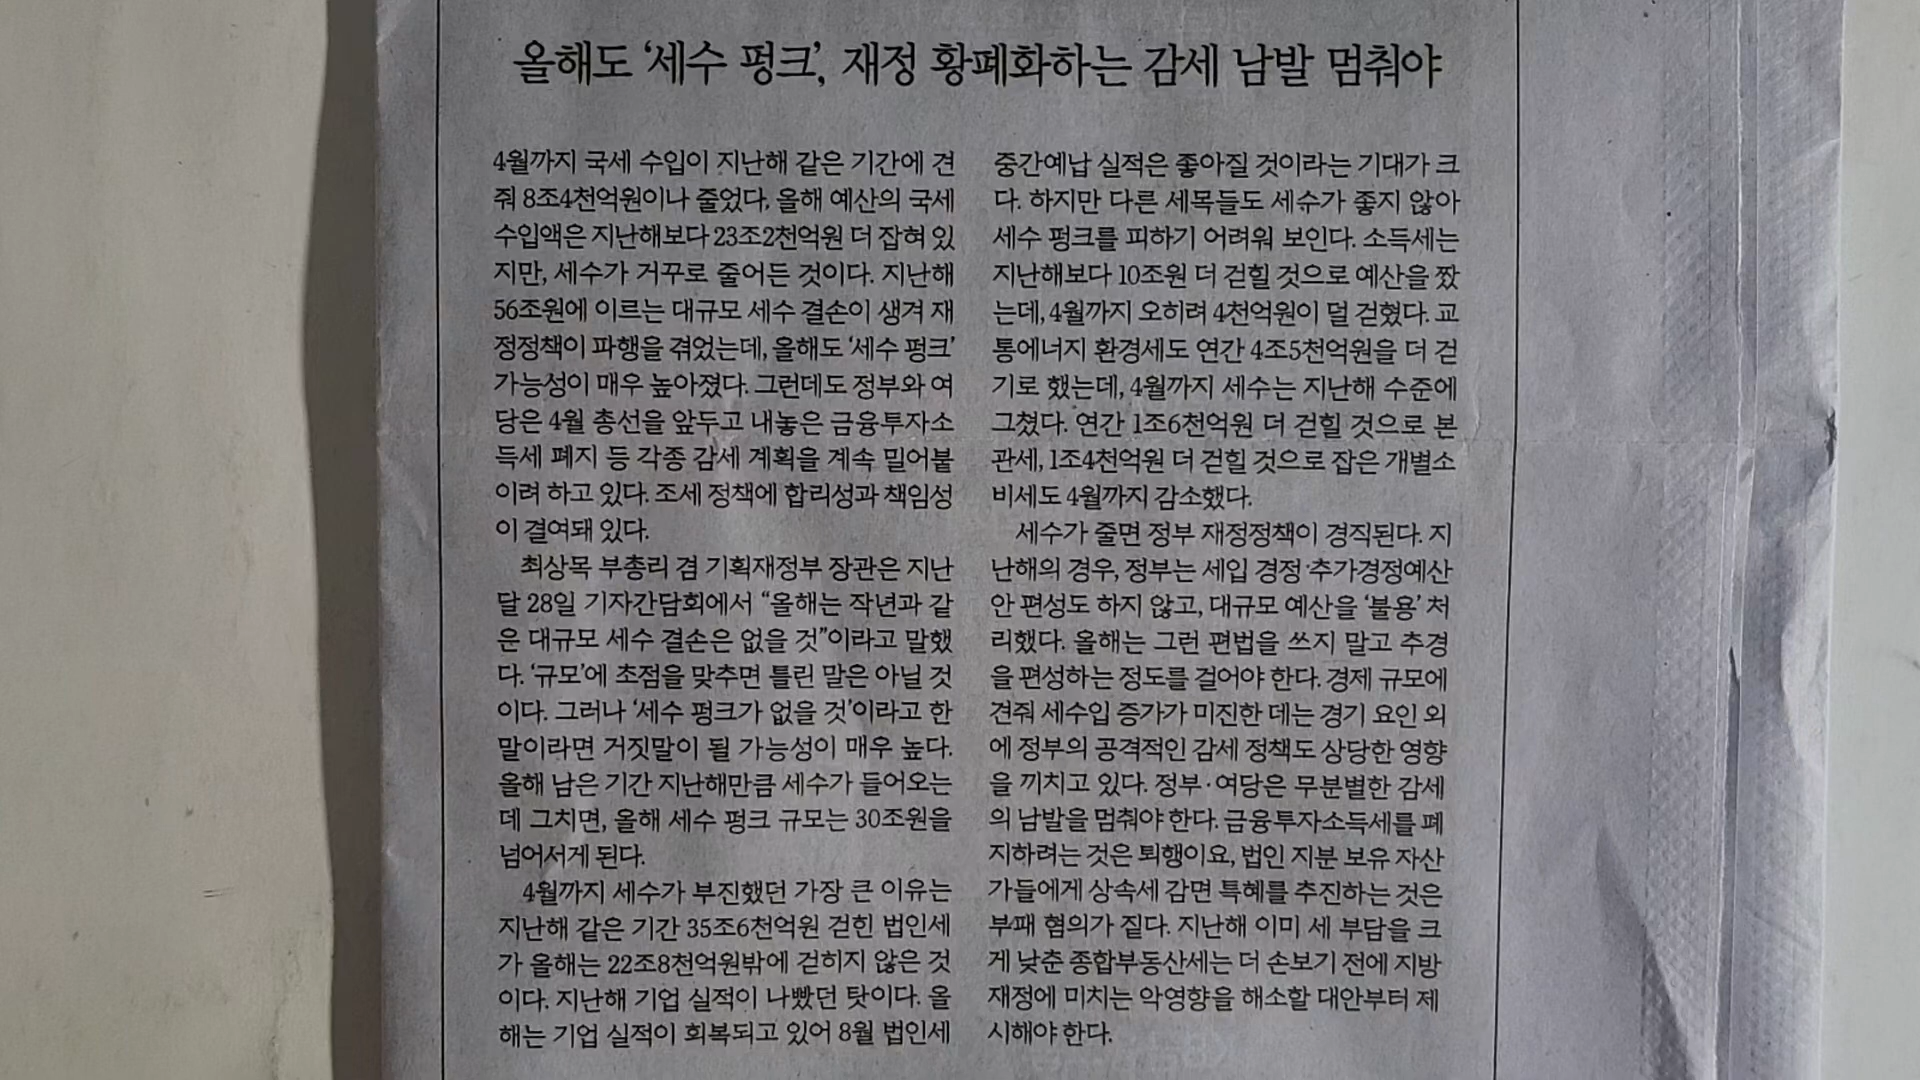 올해도 ‘세수 펑크’, 재정 황폐화하는 감세 남발 멈춰야
4월까지 국세 수입이 지난해 같은 기간에 견
줘 8조4천억원이나 줄었다. 올해 예산의 국세
수입액은 지난해보다 23조2천억원 더 잡혀 있
지만, 세수가 거꾸로 줄어든 것이다. 지난해
56조원에 이르는 대규모 세수 결손이 생겨 재
정정책이 파행을 겪었는데, 올해도 ‘세수 펑크’
가능성이 매우 높아졌다. 그런데도 정부와 여
당은 4월 총선을 앞두고 내놓은 금융투자소
득세 폐지 등 각종 감세 계획을 계속 밀어붙
이려 하고 있다. 조세 정책에 합리성과 책임성
이 결여돼 있다.
최상목 부총리 겸 기획재정부 장관은 지난
달 28일 기자간담회에서 “올해는 작년과 같
은 대규모 세수 결손은 없을 것”이라고 말했
다. ‘규모’에 초점을 맞추면 틀린 말은 아닐 것
이다. 그러나 ‘세수 펑크가 없을 것’이라고 한
말이라면 거짓말이 될 가능성이 매우 높다.
올해 남은 기간 지난해만큼 세수가 들어오는
데 그치면, 올해 세수 펑크 규모는 30조원을
넘어서게 된다.
4월까지 세수가 부진했던 가장 큰 이유는
지난해 같은 기간 35조6천억원 걷힌 법인세
가 올해는 22조8천억원밖에 걷히지 않은 것
이다. 지난해 기업 실적이 나빴던 탓이다. 올
해는 기업 실적이 회복되고 있어 8월 법인세
중간예납 실적은 좋아질 것이라는 기대가 크
다. 하지만 다른 세목들도 세수가 좋지 않아
세수 펑크를 피하기 어려워 보인다. 소득세는
지난해보다 10조원 더 걷힐 것으로 예산을 짰
는데, 4월까지 오히려 4천억원이 덜 걷혔다. 교
통에너지 환경세도 연간 4조5천억원을 더 걷
기로 했는데, 4월까지 세수는 지난해 수준에
그쳤다. 연간 1조6천억원 더 걷힐 것으로 본
관세, 1조4천억원 더 걷힐 것으로 잡은 개별소
비세도 4월까지 감소했다.
세수가 줄면 정부 재정정책이 경직된다. 지
난해의 경우, 정부는 세입 경정·추가경정예산
안 편성도 하지 않고, 대규모 예산을 ‘불용’ 처
리했다. 올해는 그런 편법을 쓰지 말고 추경
을 편성하는 정도를 걸어야 한다. 경제 규모에
견줘 세수입 증가가 미진한 데는 경기 요인 외
에 정부의 공격적인 감세 정책도 상당한 영향
을 끼치고 있다. 정부·여당은 무분별한 감세
의 남발을 멈춰야 한다. 금융투자소득세를 폐
지하려는 것은 퇴행이요, 법인 지분 보유 자산
가들에게 상속세 감면 특혜를 추진하는 것은
부패 혐의가 짙다. 지난해 이미 세 부담을 크
게 낮춘 종합부동산세는 더 손보기 전에 지방
재정에 미치는 악영향을 해소할 대안부터 제
시해야 한다.